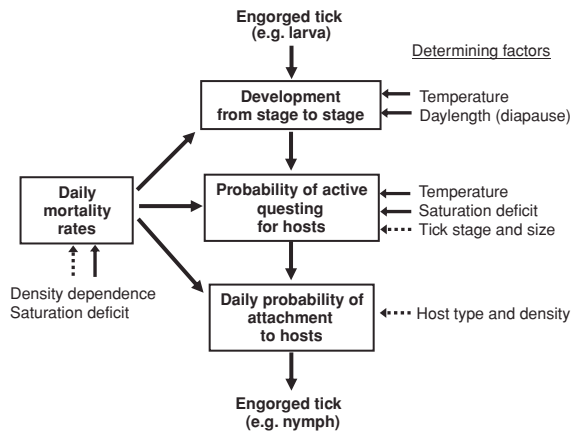 Engorged tick
(e.g. larva)
Determining factors
Development
from stage to stage
Temperature
Daylength (diapause)
Daily
mortality
rates
Probability of active
questing
for hosts
Temperature
Saturation deficit
Tick stage and size
Density dependence
Saturation deficit
Daily probability of
attachment
to hosts
Host type and density
Engorged tick
(e.g. nymph)